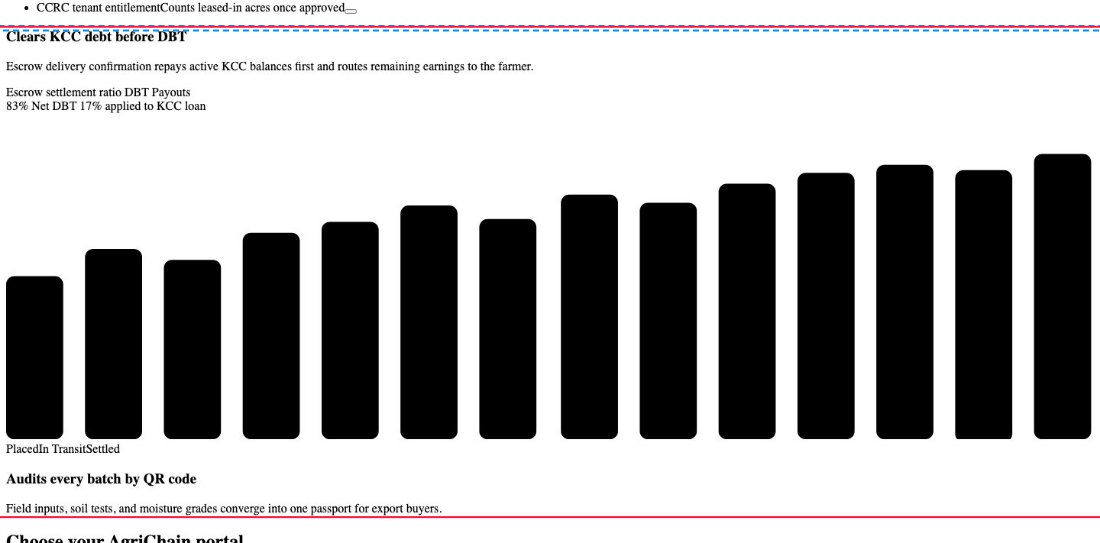 CCRC tenant entitlementCounts leased-in acres once approved
Clears KCC debt before DBT
Escrow delivery confirmation repays active KCC balances first and routes remaining earnings to the farmer.
Escrow settlement ratio DBT Payouts
83% Net DBT 17% applied to KCC loan
PlacedIn TransitSettled
Audits every batch by QR code
Field inputs, soil tests, and moisture grades converge into one passport for export buyers.
Choose your AgriChain portal